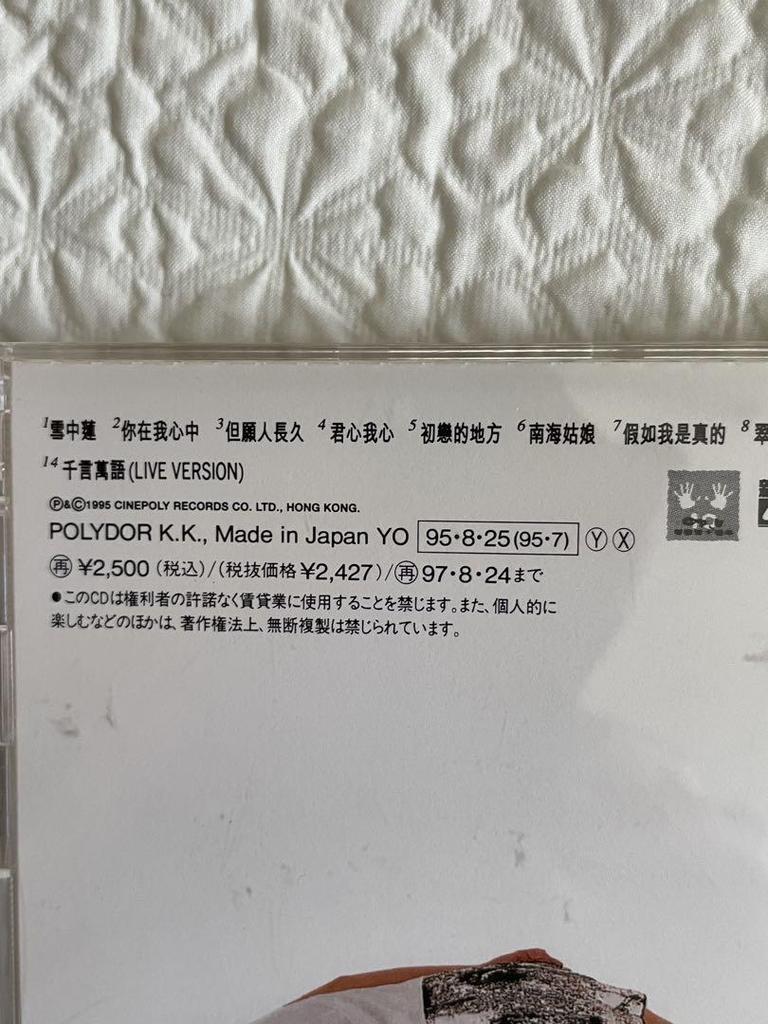 1雪中蓮 2你在我心中 3但願人長久 4君心我心 5初戀的地方 6南海姑娘 7假如我是真的 8翠
14千言萬語(LIVE VERSION)
Ⓟ&©1995 CINEPOLY RECORDS CO. LTD., HONG KONG.
POLYDOR K.K., Made in Japan YO 95・8・25(95・7) Ⓨ Ⓧ
㊢ ¥2,500 (税込)/(税抜価格¥2,427)/再97・8・24まで
●このCDは権利者の許諾なく賃貸業に使用することを禁じます。また、個人的に
楽しむなどのほかは、著作権法上、無断複製は禁じられています。